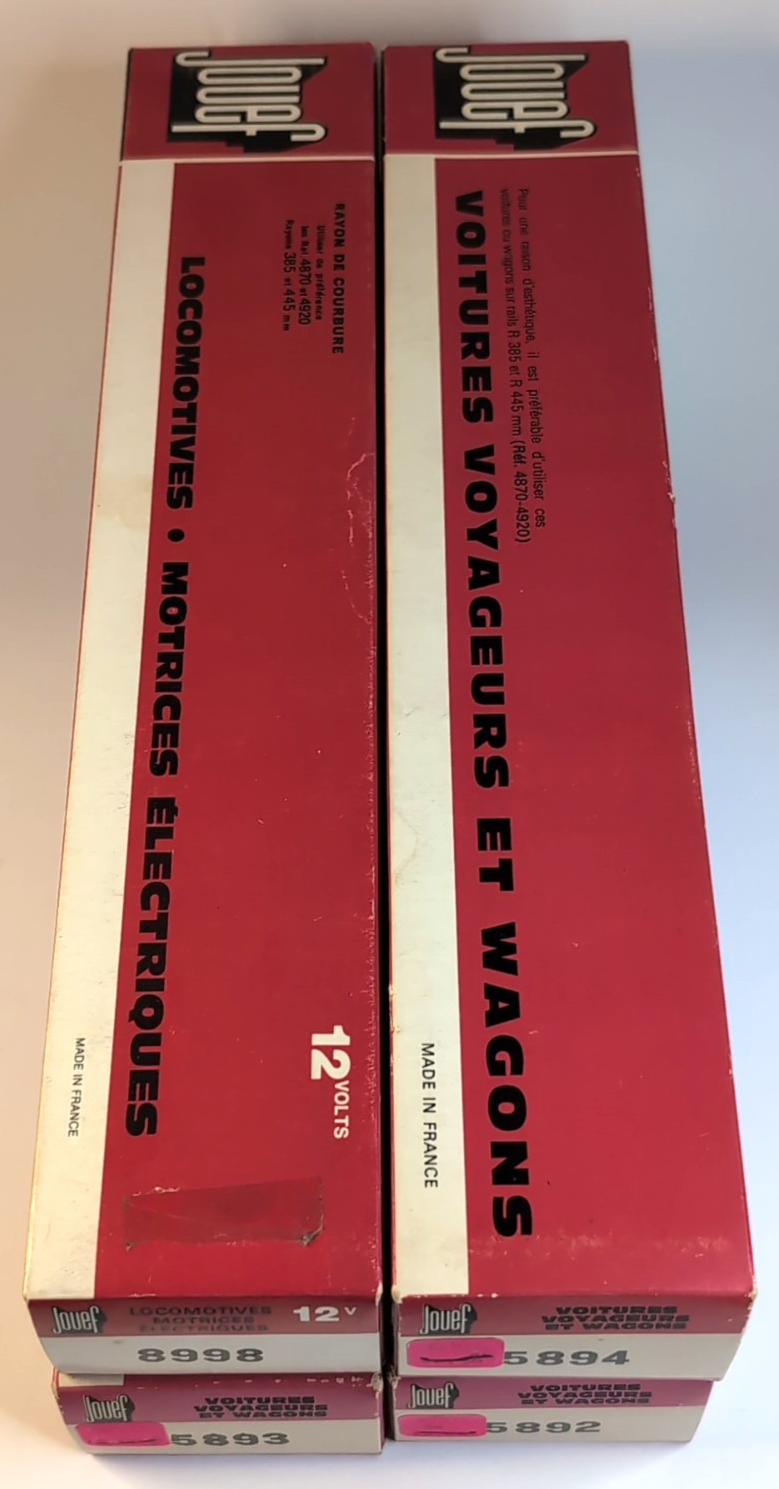 Jouef
RAYON DE COURBURE
Utiliser de préférence
les Réf. 4870 et 4920
Rayons 385 et 445 mm
LOCOMOTIVES • MOTRICES ÉLECTRIQUES
12 VOLTS
MADE IN FRANCE
Jouef
LOCOMOTIVES
MOTRICES
ÉLECTRIQUES
12 V
8998
Jouef
Pour une raison d'esthétique, il est préférable d'utiliser ces
voitures ou wagons sur rails R 385 et R 445 mm (Réf. 4870-4920)
VOITURES VOYAGEURS ET WAGONS
MADE IN FRANCE
Jouef
VOITURES
VOYAGEURS
ET WAGONS
5894
Jouef
VOITURES
VOYAGEURS
ET WAGONS
5893
Jouef
VOITURES
VOYAGEURS
ET WAGONS
5892